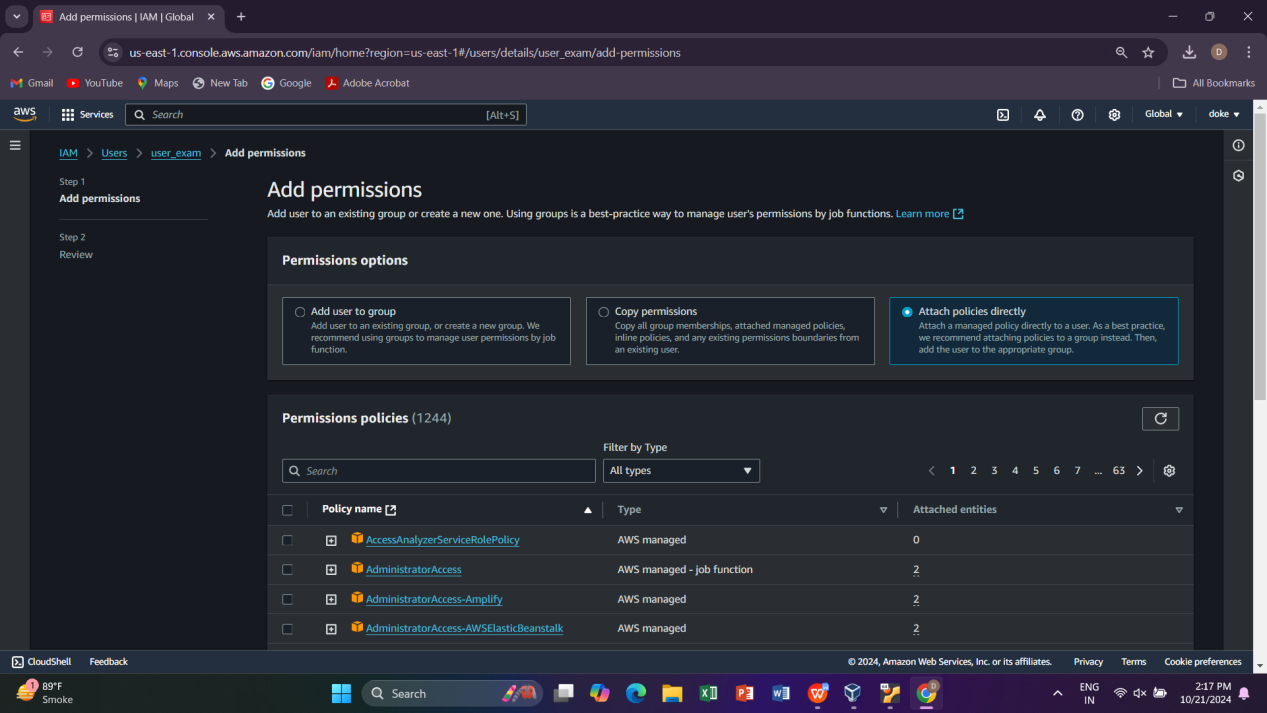 Add permissions | IAM | Global
us-east-1.console.aws.amazon.com/iam/home?region=us-east-1#/users/details/user_exam/add-permissions
D
Gmail
YouTube
Maps
New Tab
Google
Adobe Acrobat
All Bookmarks
aws
Services
Search
[Alt+S]
Global
doke
IAM > Users > user_exam > Add permissions
Step 1
Add permissions
Step 2
Review
Add permissions
Add user to an existing group or create a new one. Using groups is a best-practice way to manage user's permissions by job functions. Learn more
Permissions options
Add user to group
Add user to an existing group, or create a new group. We
recommend using groups to manage user permissions by job
function.
Copy permissions
Copy all group memberships, attached managed policies,
inline policies, and any existing permissions boundaries from
an existing user.
Attach policies directly
Attach a managed policy directly to a user. As a best practice,
we recommend attaching policies to a group instead. Then,
add the user to the appropriate group.
Permissions policies (1244)
Filter by Type
Search
All types
< 1 2 3 4 5 6 7 ... 63 >
Policy name Type Attached entities
AccessAnalyzerServiceRolePolicy AWS managed 0
AdministratorAccess AWS managed - job function 2
AdministratorAccess-Amplify AWS managed 2
AdministratorAccess-AWSElasticBeanstalk AWS managed 2
CloudShell
Feedback
© 2024, Amazon Web Services, Inc. or its affiliates.
Privacy
Terms
Cookie preferences
1
89°F
Smoke
Search
ENG
IN
2:17 PM
10/21/2024